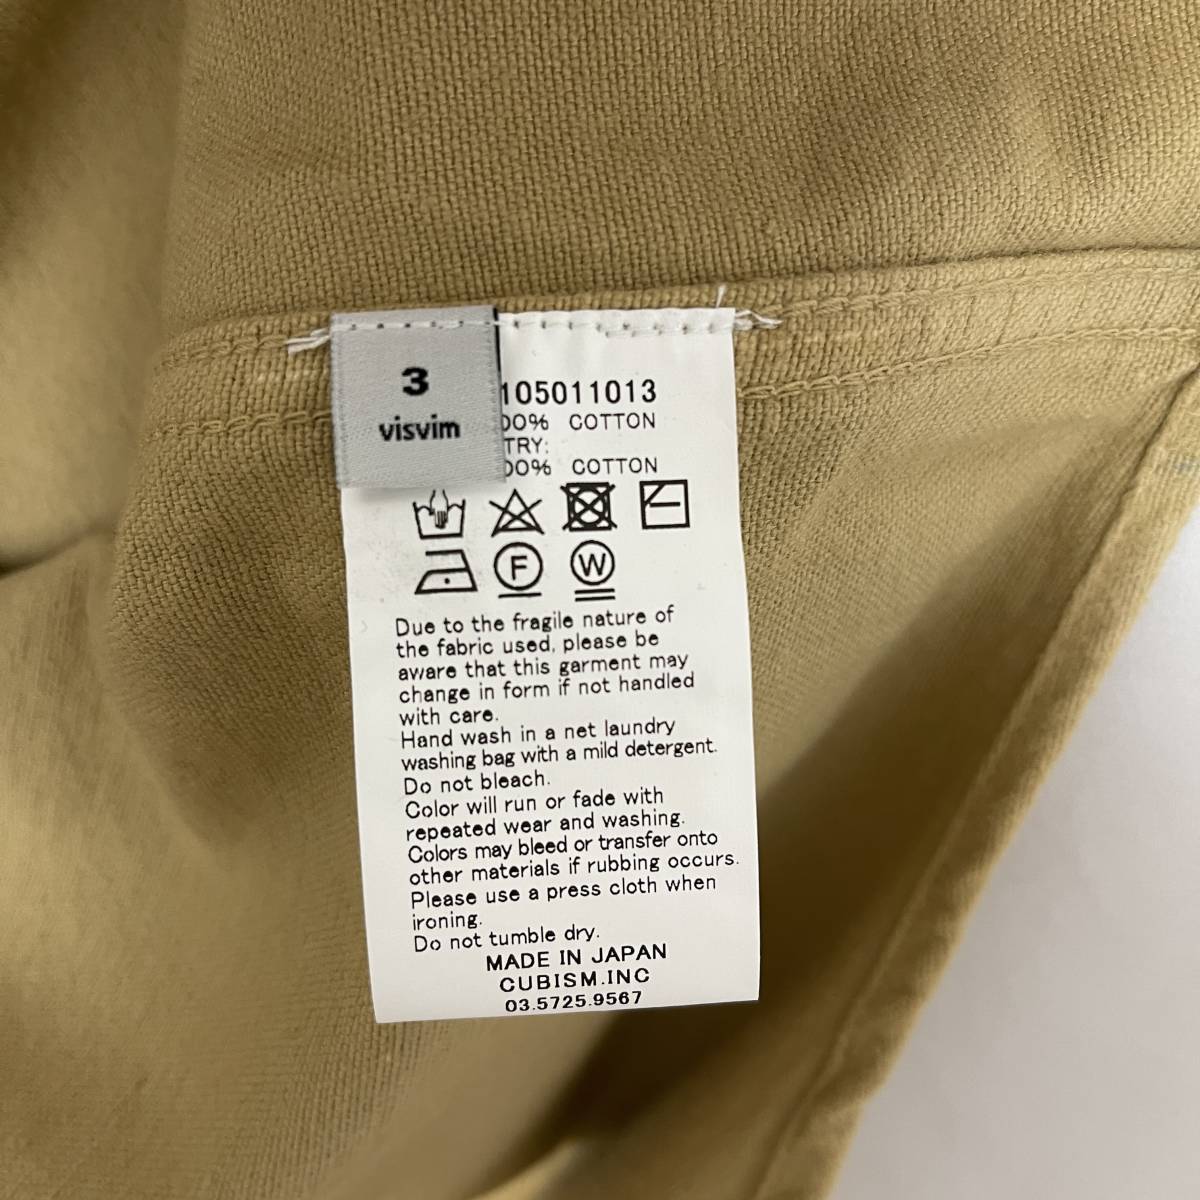 3
visvim
105011013
00% COTTON
TRY:
00% COTTON
F
W
Due to the fragile nature of
the fabric used, please be
aware that this garment may
change in form if not handled
with care.
Hand wash in a net laundry
washing bag with a mild detergent.
Do not bleach.
Color will run or fade with
repeated wear and washing.
Colors may bleed or transfer onto
other materials if rubbing occurs.
Please use a press cloth when
ironing.
Do not tumble dry.
MADE IN JAPAN
CUBISM.INC
03.5725.9567